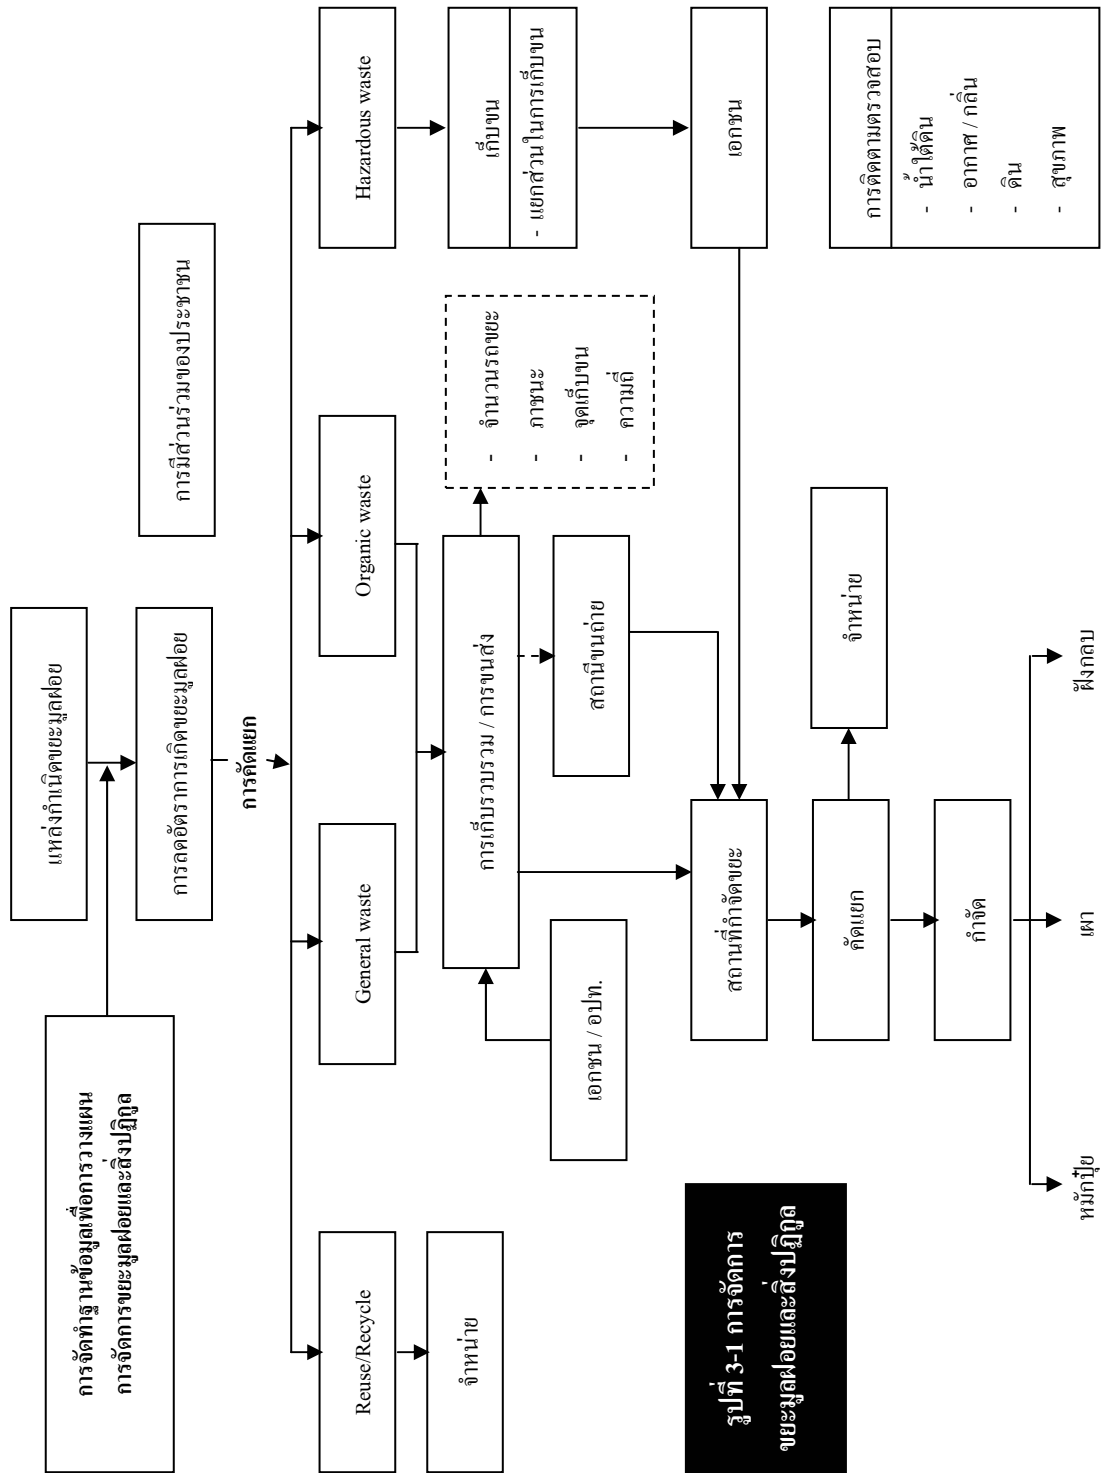 แหล่งกำเนิดขยะมูลฝอย
การจัดทำฐานข้อมูลเพื่อการวางแผน
การจัดการขยะมูลฝอยและสิ่งปฏิกูล
การลดอัตราการเกิดขยะมูลฝอย
การมีส่วนร่วมของประชาชน
การคัดแยก
Reuse/Recycle
General waste
Organic waste
Hazardous waste
จำหน่าย
การเก็บรวบรวม / การขนส่ง
- จำนวนรถขยะ
- ภาชนะ
- จุดเก็บขน
- ความถี่
เก็บขน
- แยกส่วนในการเก็บขน
เอกชน / อปท.
สถานีขนถ่าย
เอกชน
สถานที่กำจัดขยะ
คัดแยก
จำหน่าย
กำจัด
หมักปุ๋ย
เผา
ฝังกลบ
การติดตามตรวจสอบ
- น้ำใต้ดิน
- อากาศ / กลิ่น
- ดิน
- สุขภาพ
รูปที่ 3-1 การจัดการ
ขยะมูลฝอยและสิ่งปฏิกูล